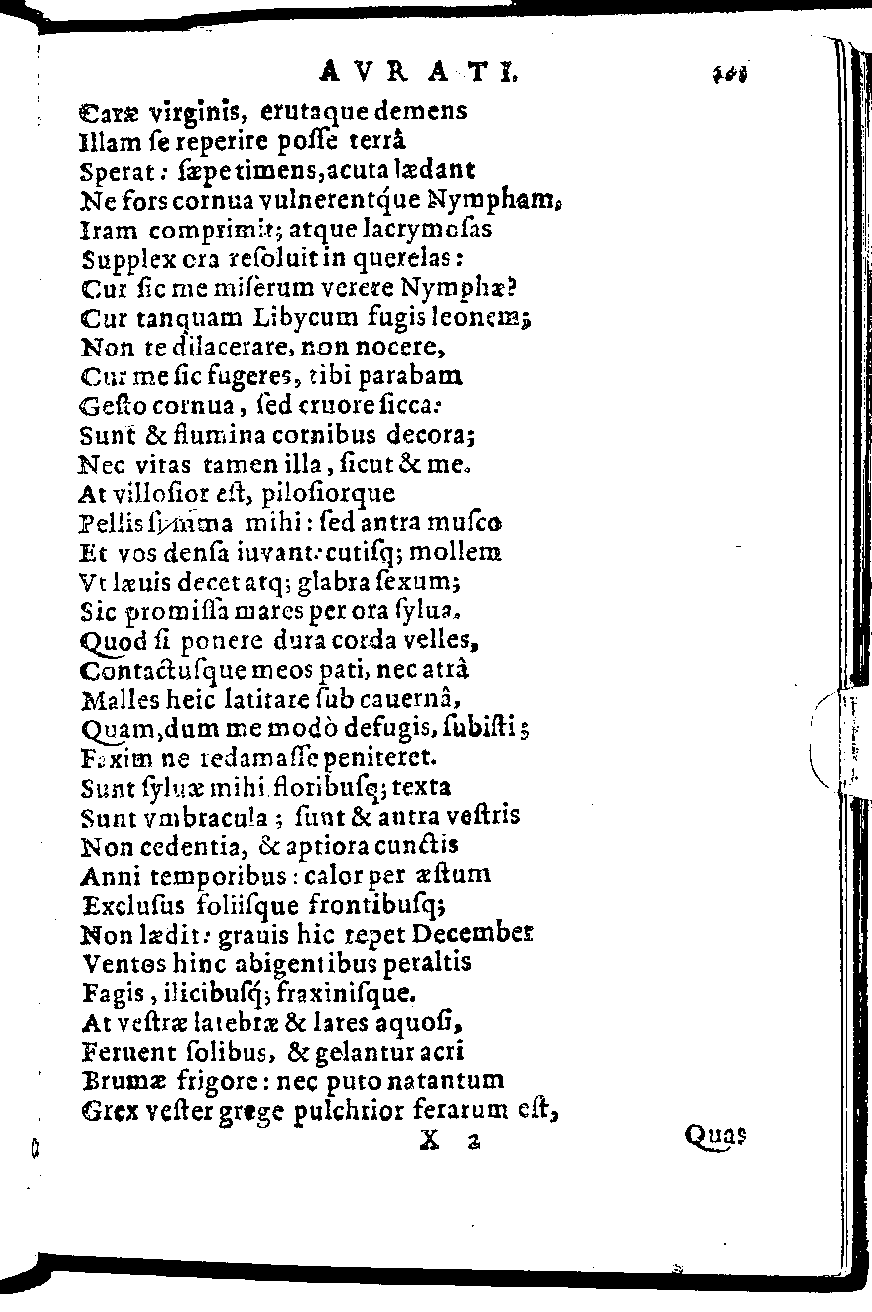 AVRATI.
Caræ virginis, erutaque demens
Illam ſe reperire poſſe terrâ
Sperat: ſæpe timens, acuta lædant
Ne fors cornua vulnerentq́ue Nympham,
Iram comprimit; atque lacrymoſas
Supplex ora reſoluit in querelas:
Cur ſic me miſèrum verere Nymphæ?
Cur tanquam Libycum fugis leonem;
Non te dilacerare, non nocere,
Cur me ſic fugeres, tibi parabam
Geſto cornua, ſed cruore ſicca:
Sunt & flumina cornibus decora;
Nec vitas tamen illa, ſicut & me.
At villoſior eſt, piloſiorque
Pellis ſumma mihi: ſed antra muſco
Et vos denſa iuvant: cutiſq; mollem
Vt læuis decet atq; glabra ſexum;
Sic promiſſa mares per ora ſylua.
Quod ſi ponere dura corda velles,
Contactuſque meos pati, nec atrâ
Malles heic latitare ſub cauernâ,
Quam, dum me modò defugis, ſubiſti;
Faxim ne redamaſſe peniteret.
Sunt ſyluæ mihi floribuſq; texta
Sunt vmbracula; ſunt & antra veſtris
Non cedentia, & aptiora cunctis
Anni temporibus: calor per æſtum
Excluſus foliiſque frontibuſq;
Non lædit: grauis hic tepet December
Ventos hinc abigentibus peraltis
Fagis, ilicibuſq́; fraxiniſque.
At veſtræ latebræ & lares aquoſi,
Feruent ſolibus, & gelantur acri
Brumæ frigore: nec puto natantum
Grex veſter grege pulchrior ferarum eſt,
X 2 Quas